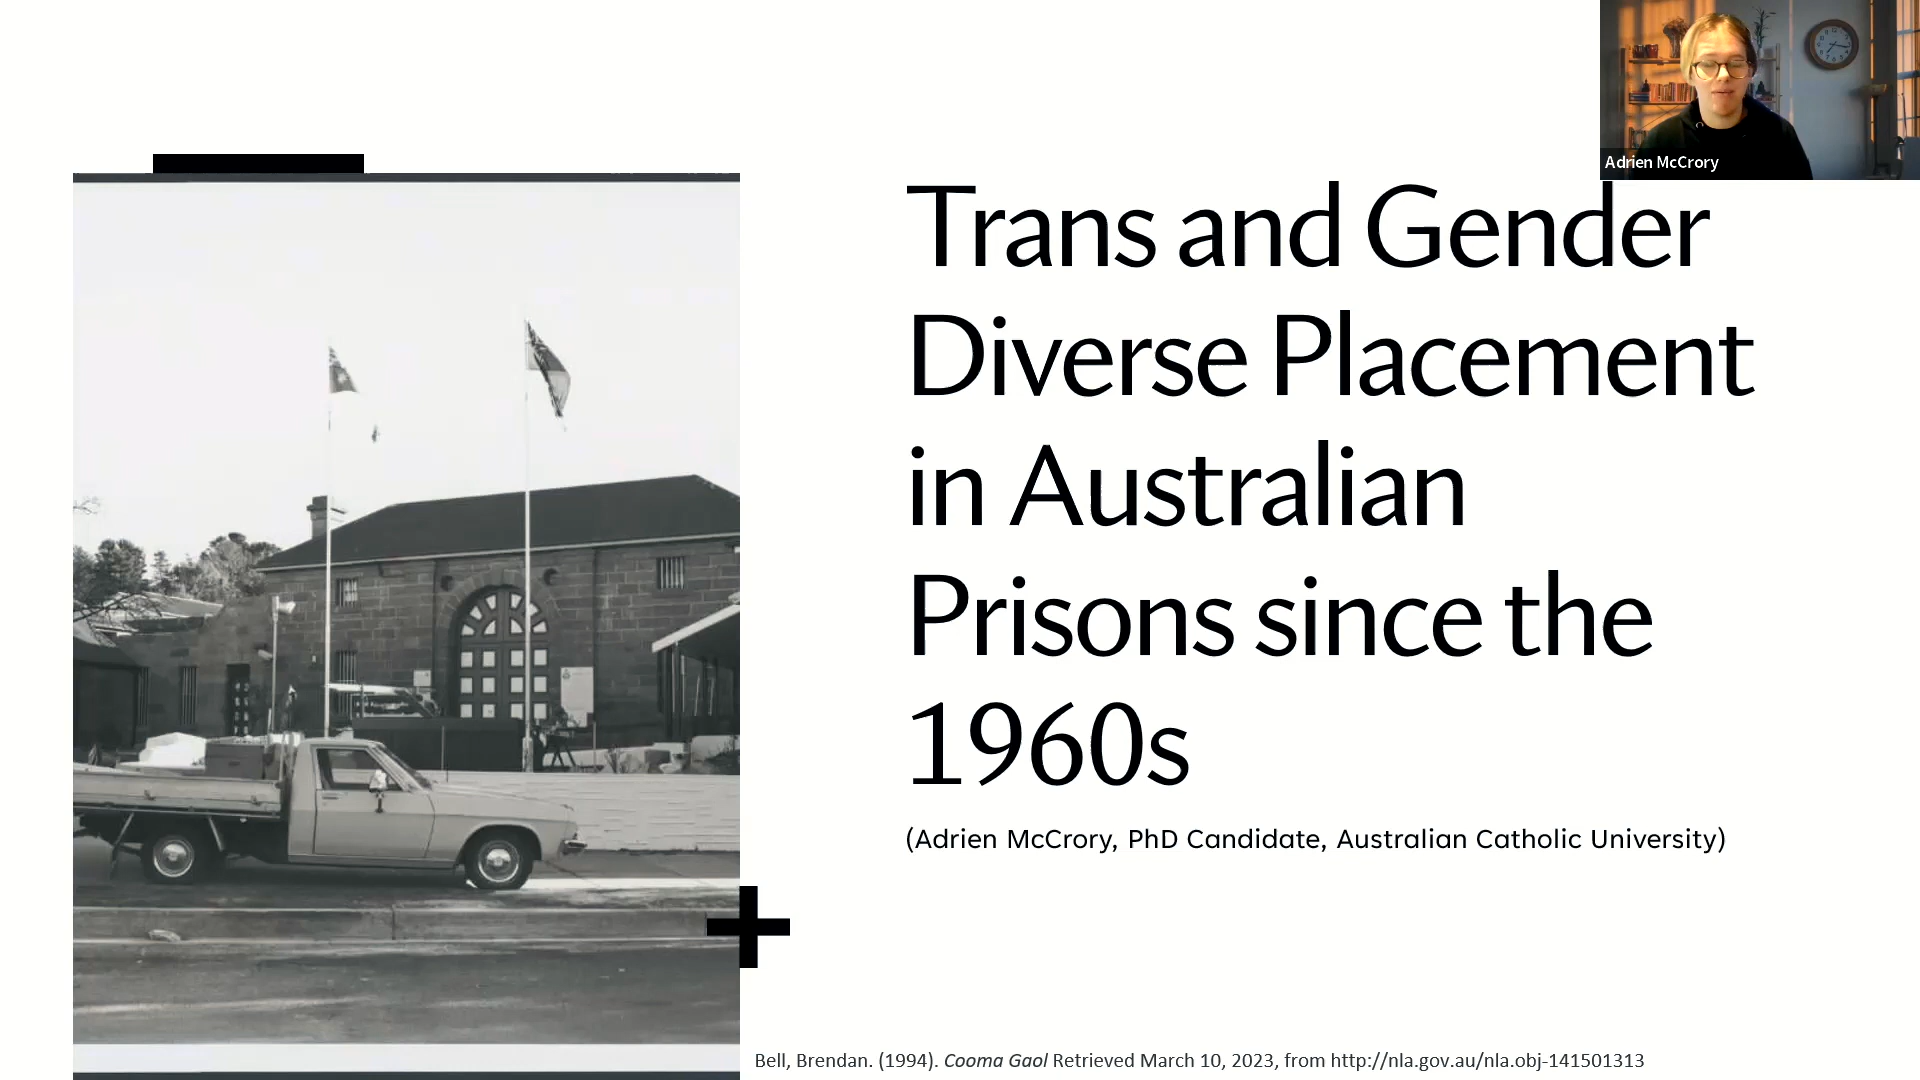 Adrien McCrory
Trans and Gender
Diverse Placement
in Australian
Prisons since the
1960s
(Adrien McCrory, PhD Candidate, Australian Catholic University)
Bell, Brendan. (1994). Cooma Gaol Retrieved March 10, 2023, from http://nla.gov.au/nla.obj-141501313